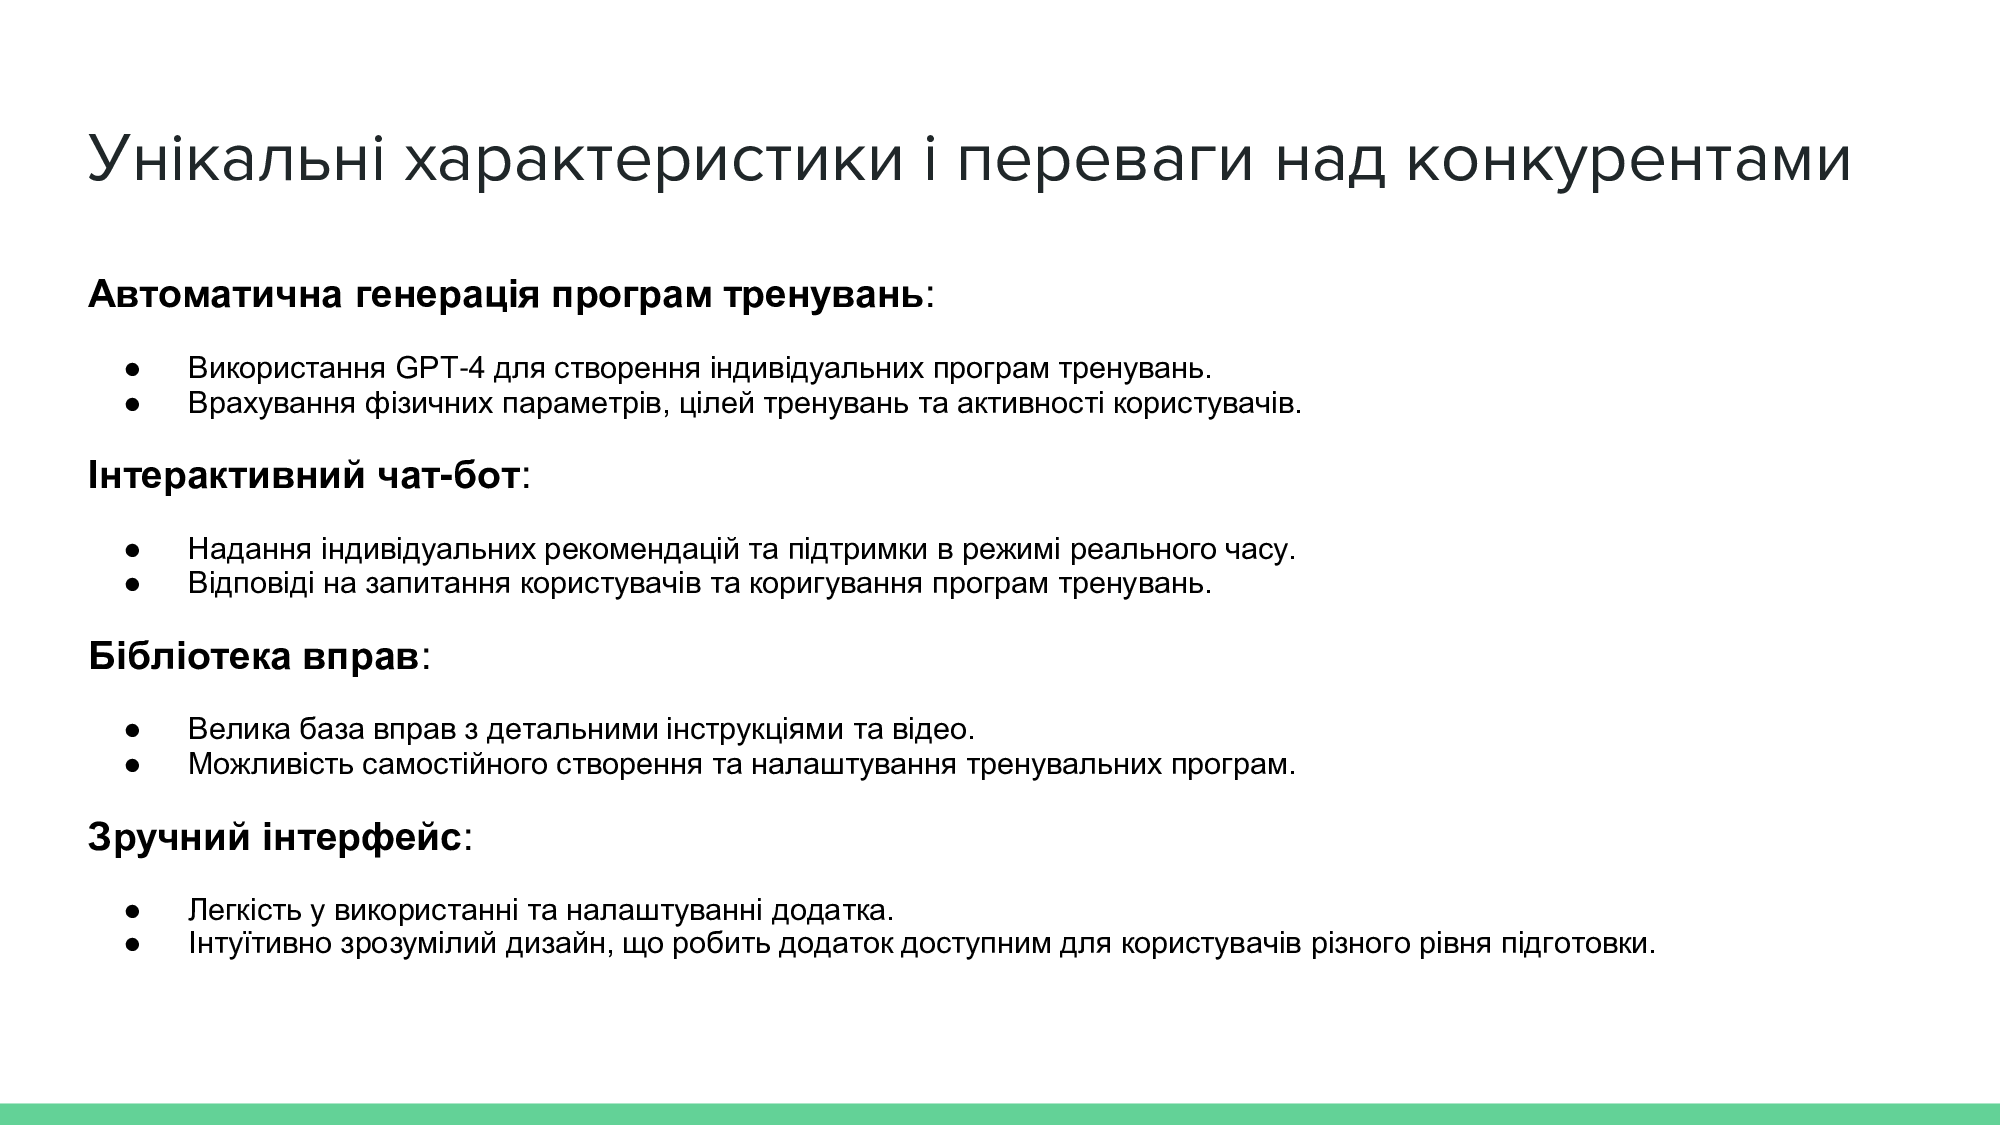 Унікальні характеристики і переваги над конкурентами
Автоматична генерація програм тренувань:
● Використання GPT-4 для створення індивідуальних програм тренувань.
● Врахування фізичних параметрів, цілей тренувань та активності користувачів.
Інтерактивний чат-бот:
● Надання індивідуальних рекомендацій та підтримки в режимі реального часу.
● Відповіді на запитання користувачів та коригування програм тренувань.
Бібліотека вправ:
● Велика база вправ з детальними інструкціями та відео.
● Можливість самостійного створення та налаштування тренувальних програм.
Зручний інтерфейс:
● Легкість у використанні та налаштуванні додатка.
● Інтуїтивно зрозумілий дизайн, що робить додаток доступним для користувачів різного рівня підготовки.